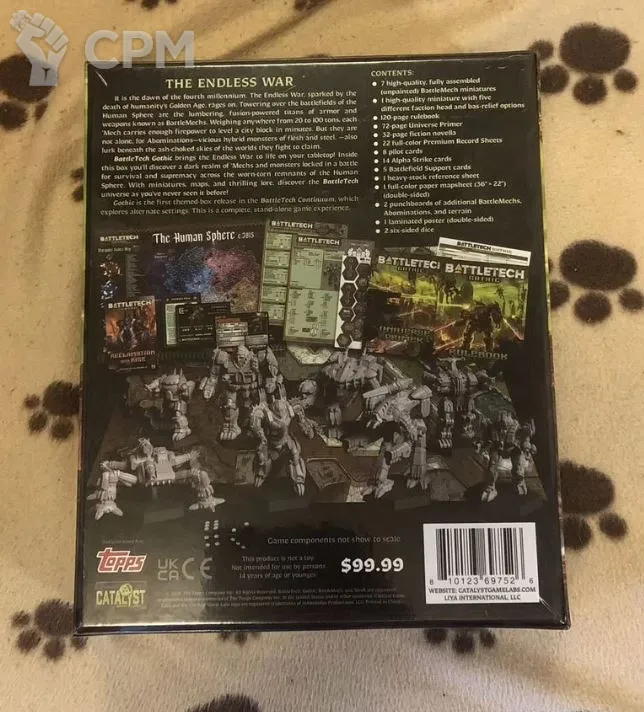 CPM
THE ENDLESS WAR
It is the dawn of the fourth millennium. The Endless War, sparked by the
death of humanity's Golden Age, rages on. Towering over the battlefields of the
Human Sphere are the lumbering, fusion-powered titans of armor and
weapons known as BattleMechs. Weighing anywhere from 20 to 100 tons, each
'Mech carries enough firepower to level a city block in minutes. But they are
not alone, for Abominations—vicious hybrid monsters of flesh and steel—also
lurk beneath the ash-choked skies of the worlds they fight to claim.
BattleTech Gothic brings the Endless War to life on your tabletop! Inside
this box you'll discover a dark realm of 'Mechs and monsters locked in a battle
for survival and supremacy across the worn-torn remnants of the Human
Sphere. With miniatures, maps, and thrilling lore, discover the BattleTech
universe as you've never seen it before!
Gothic is the first themed-box release in the BattleTech Continuum, which
explores alternate settings. This is a complete, stand-alone game experience.
CONTENTS:
• 7 high-quality, fully assembled
(unpainted) BattleMech miniatures
• 1 high-quality miniature with five
different faction head and bas-relief options
• 120-page rulebook
• 72-page Universe Primer
• 32-page fiction novella
• 22 full-color Premium Record Sheets
• 8 pilot cards
• 14 Alpha Strike cards
• 5 Battlefield Support cards
• 1 heavy-stock reference sheet
• 1 full-color paper mapsheet (36" × 22")
(double-sided)
• 2 punchboards of additional BattleMechs,
Abominations, and terrain
• 1 laminated poster (double-sided)
• 2 six-sided dice
BATTLETECH
The Human Sphere c.3015
BATTLETECH
BATTLETECH
GOTHIC
UNIVERSE
PRIMER
BATTLETECH
GOTHIC
RULEBOOK
BATTLETECH
RECLAMATION
Game components not show to scale
Topps
UK
CA
CE
This product is not a toy.
Not intended for use by persons
14 years of age or younger.
$99.99
CATALYST
8 10123 69752 6
WEBSITE: CATALYSTGAMELABS.COM
LIYA INTERNATIONAL, LLC